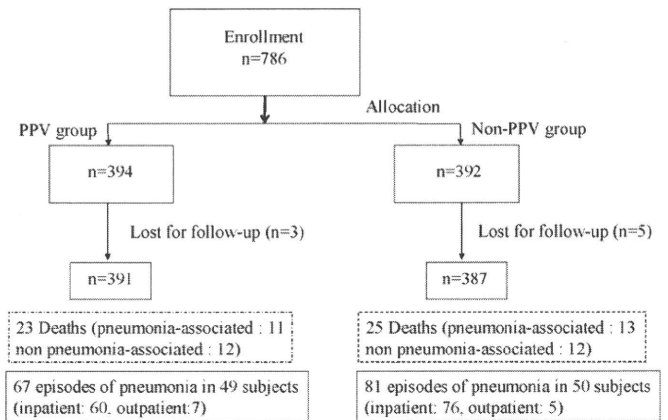 Enrollment
n=786
Allocation
PPV group
Non-PPV group
n=394
n=392
Lost for follow-up (n=3)
Lost for follow-up (n=5)
n=391
n=387
23 Deaths (pneumonia-associated : 11
non pneumonia-associated : 12)
25 Deaths (pneumonia-associated : 13
non pneumonia-associated : 12)
67 episodes of pneumonia in 49 subjects
(inpatient: 60, outpatient:7)
81 episodes of pneumonia in 50 subjects
(inpatient: 76, outpatient: 5)